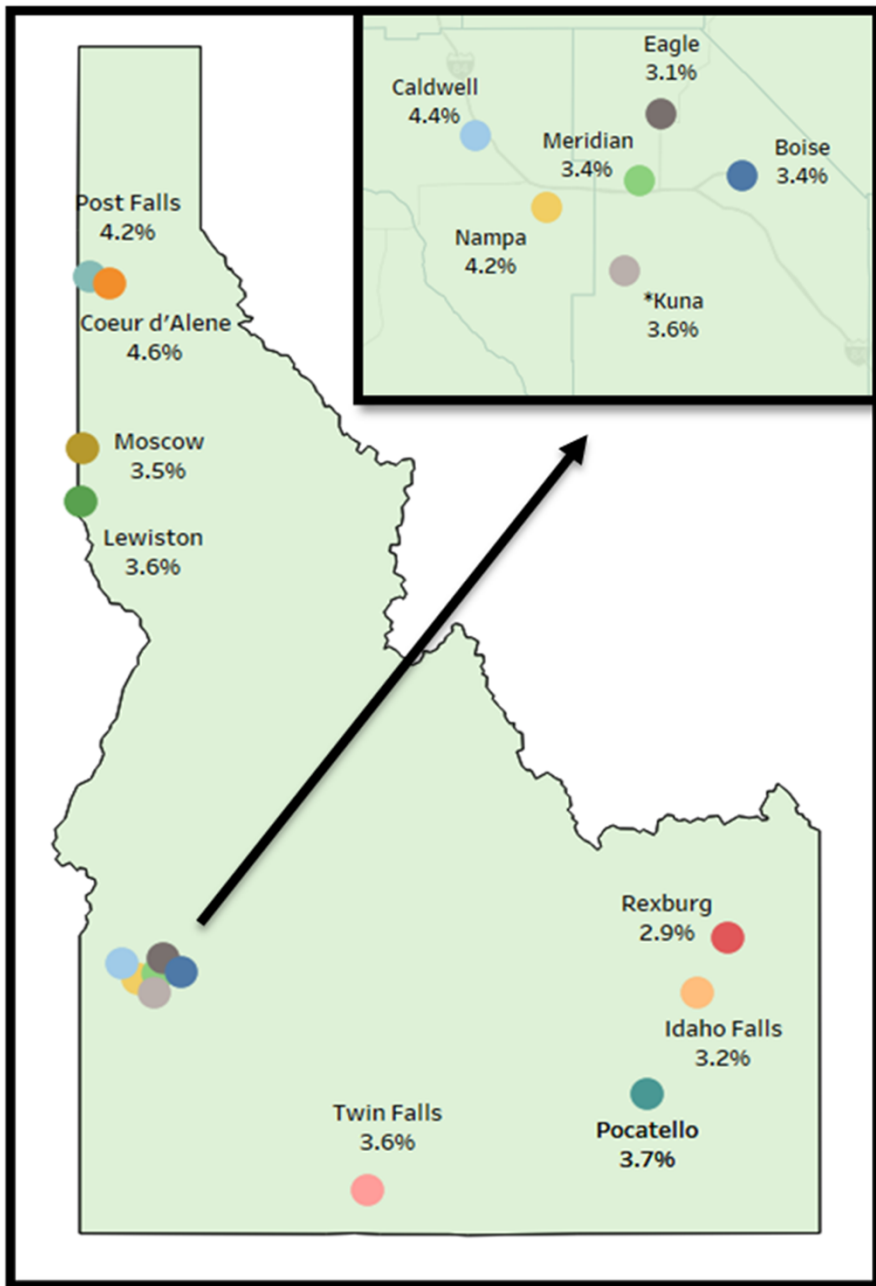 Eagle
3.1%
Caldwell
4.4%
Meridian
3.4%
Boise
3.4%
Nampa
4.2%
*Kuna
3.6%
Post Falls
4.2%
Coeur d’Alene
4.6%
Moscow
3.5%
Lewiston
3.6%
Rexburg
2.9%
Idaho Falls
3.2%
Pocatello
3.7%
Twin Falls
3.6%